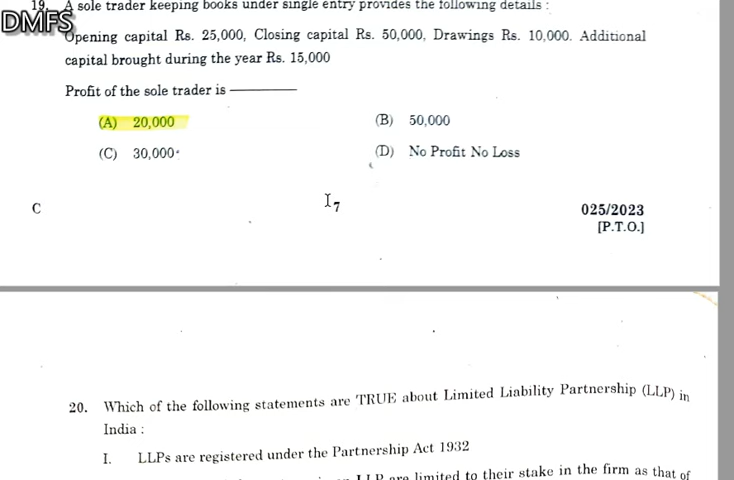 19. A sole trader keeping books under single entry provides the following details :
DMFS
Opening capital Rs. 25,000, Closing capital Rs. 50,000, Drawings Rs. 10,000. Additional
capital brought during the year Rs. 15,000
Profit of the sole trader is
(A) 20,000
(B) 50,000
(C) 30,000
(D) No Profit No Loss
C
I7
025/2023
[P.T.O.]
20. Which of the following statements are TRUE about Limited Liability Partnership (LLP) in
India :
I. LLPs are registered under the Partnership Act 1932
LLP are limited to their stake in the firm as that of